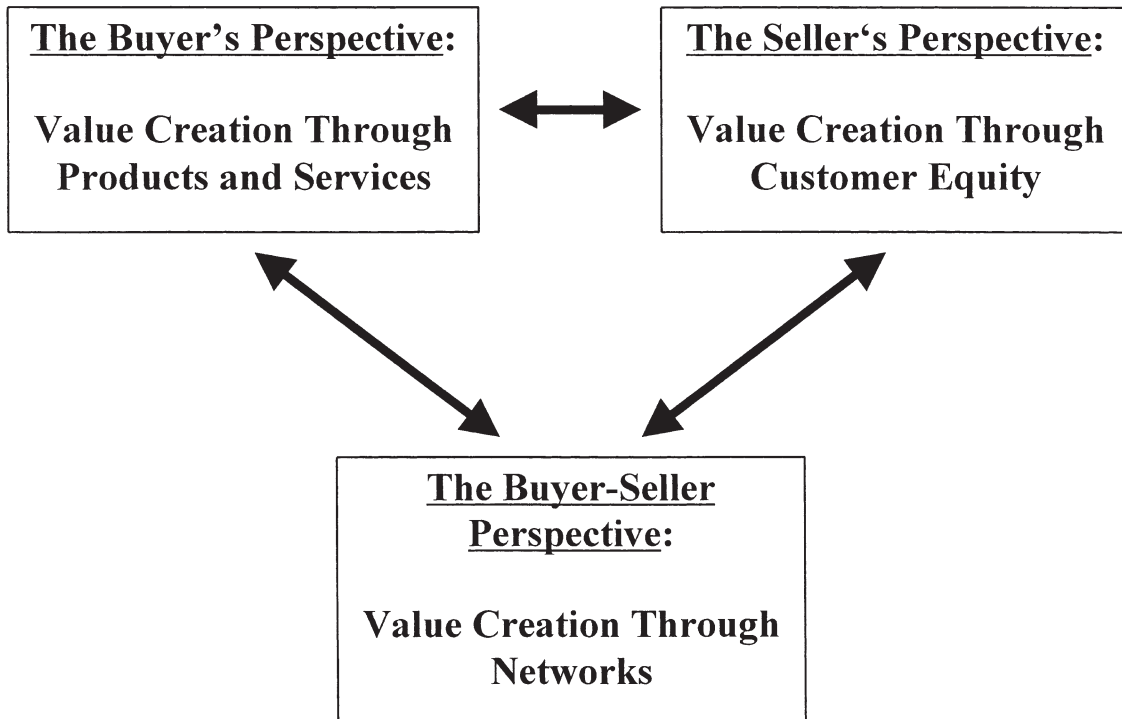 The Buyer’s Perspective:
Value Creation Through
Products and Services
The Seller‘s Perspective:
Value Creation Through
Customer Equity
The Buyer-Seller
Perspective:
Value Creation Through
Networks